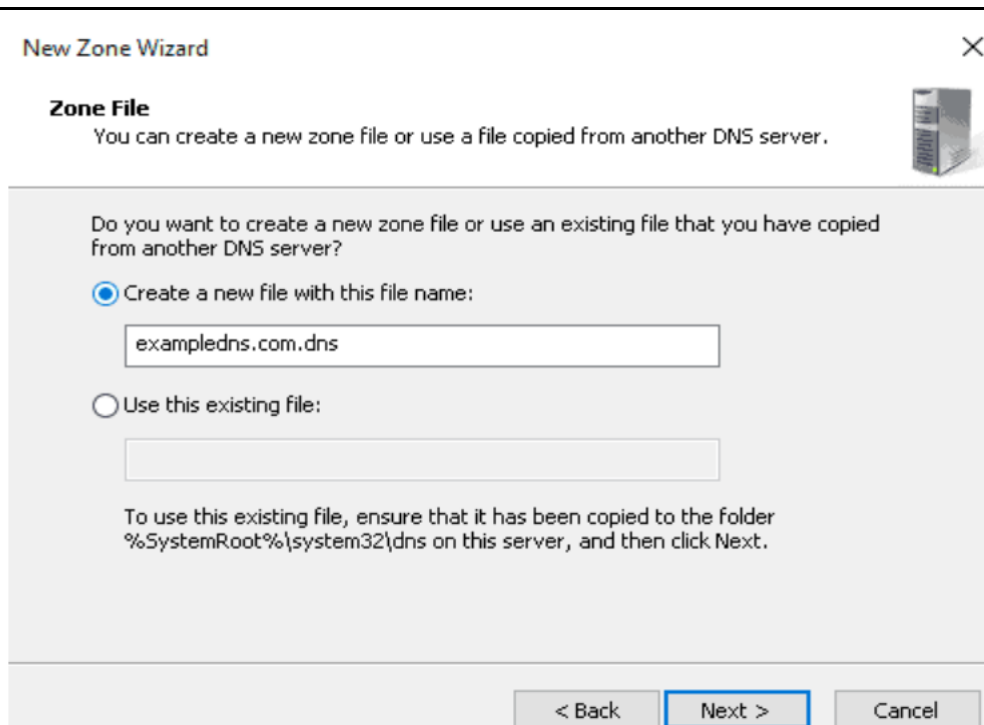 New Zone Wizard
Zone File
You can create a new zone file or use a file copied from another DNS server.
Do you want to create a new zone file or use an existing file that you have copied
from another DNS server?
Create a new file with this file name:
exampledns.com.dns
Use this existing file:
To use this existing file, ensure that it has been copied to the folder
%SystemRoot%\system32\dns on this server, and then click Next.
< Back
Next >
Cancel